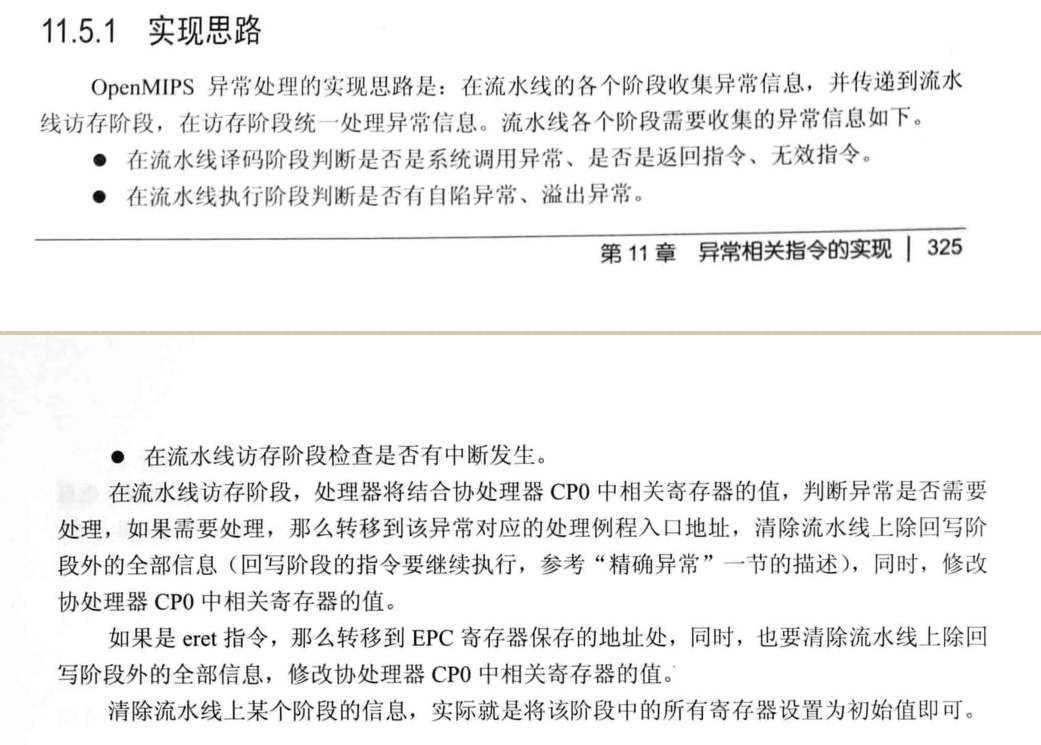 11.5.1 实现思路
OpenMIPS 异常处理的实现思路是：在流水线的各个阶段收集异常信息，并传递到流水
线访存阶段，在访存阶段统一处理异常信息。流水线各个阶段需要收集的异常信息如下。
● 在流水线译码阶段判断是否是系统调用异常、是否是返回指令、无效指令。
● 在流水线执行阶段判断是否有自陷异常、溢出异常。
第 11 章 异常相关指令的实现 | 325
● 在流水线访存阶段检查是否有中断发生。
在流水线访存阶段，处理器将结合协处理器 CP0 中相关寄存器的值，判断异常是否需要
处理，如果需要处理，那么转移到该异常对应的处理例程入口地址，清除流水线上除回写阶
段外的全部信息（回写阶段的指令要继续执行，参考“精确异常”一节的描述），同时，修改
协处理器 CP0 中相关寄存器的值。
如果是 eret 指令，那么转移到 EPC 寄存器保存的地址处，同时，也要清除流水线上除回
写阶段外的全部信息，修改协处理器 CP0 中相关寄存器的值。
清除流水线上某个阶段的信息，实际就是将该阶段中的所有寄存器设置为初始值即可。